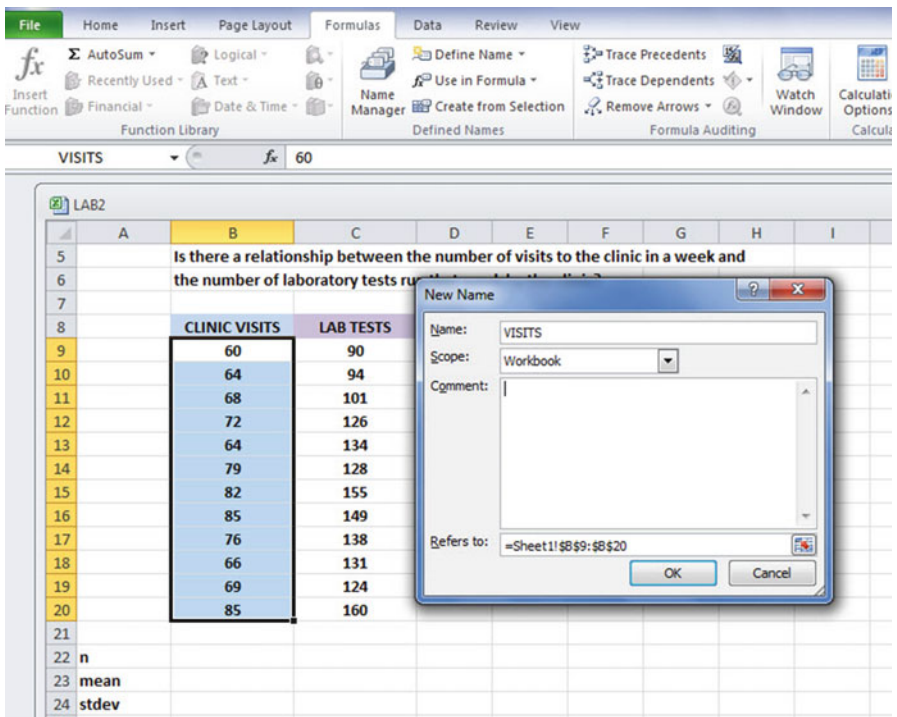 File Home Insert Page Layout Formulas Data Review View
fx Σ AutoSum Logical Define Name Trace Precedents
Recently Used Text Use in Formula Trace Dependents
Insert Function Financial Date & Time Name Manager Create from Selection Remove Arrows Watch Window Calculati Options
Function Library Defined Names Formula Auditing Calcula
VISITS fx 60
LAB2
A B C D E F G H I
5 Is there a relationship between the number of visits to the clinic in a week and
6 the number of laboratory tests
7
8 CLINIC VISITS LAB TESTS
9 60 90
10 64 94
11 68 101
12 72 126
13 64 134
14 79 128
15 82 155
16 85 149
17 76 138
18 66 131
19 69 124
20 85 160
21
22 n
23 mean
24 stdev
New Name
?
x
Name: VISITS
Scope: Workbook
Comment:
Refers to: =Sheet1!$B$9:$B$20
OK Cancel